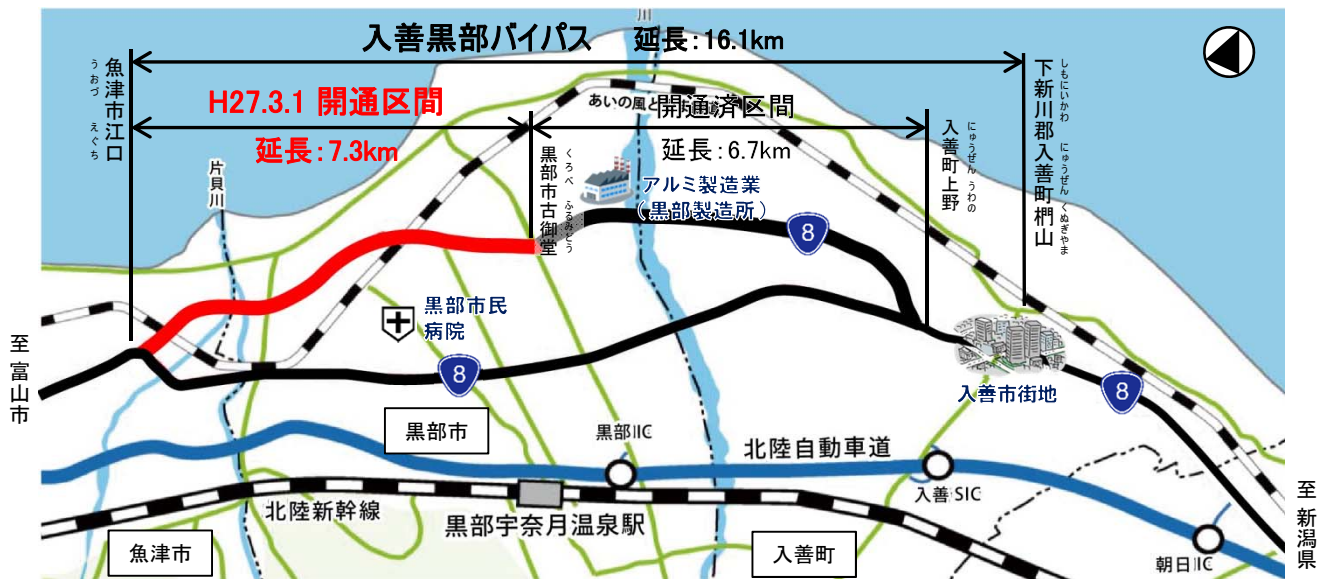 入善黒部バイパス 延長：16.1km
川
魚津市江口
うおづ えぐち
H27.3.1 開通区間
延長：7.3km
あいの風と
開通済区間
延長：6.7km
下新川郡入善町椚山
しもにいかわ にゅうぜん くぬぎやま
入善町上野
にゅうぜん うわの
片貝川
黒部市古御堂
くろべ ふるみどう
アルミ製造業
（黒部製造所）
8
黒部市民
病院
8
至 富山市
入善市街地
8
黒部市
黒部IC
北陸自動車道
入善SIC
北陸新幹線
黒部宇奈月温泉駅
魚津市
入善町
朝日IC
至 新潟県